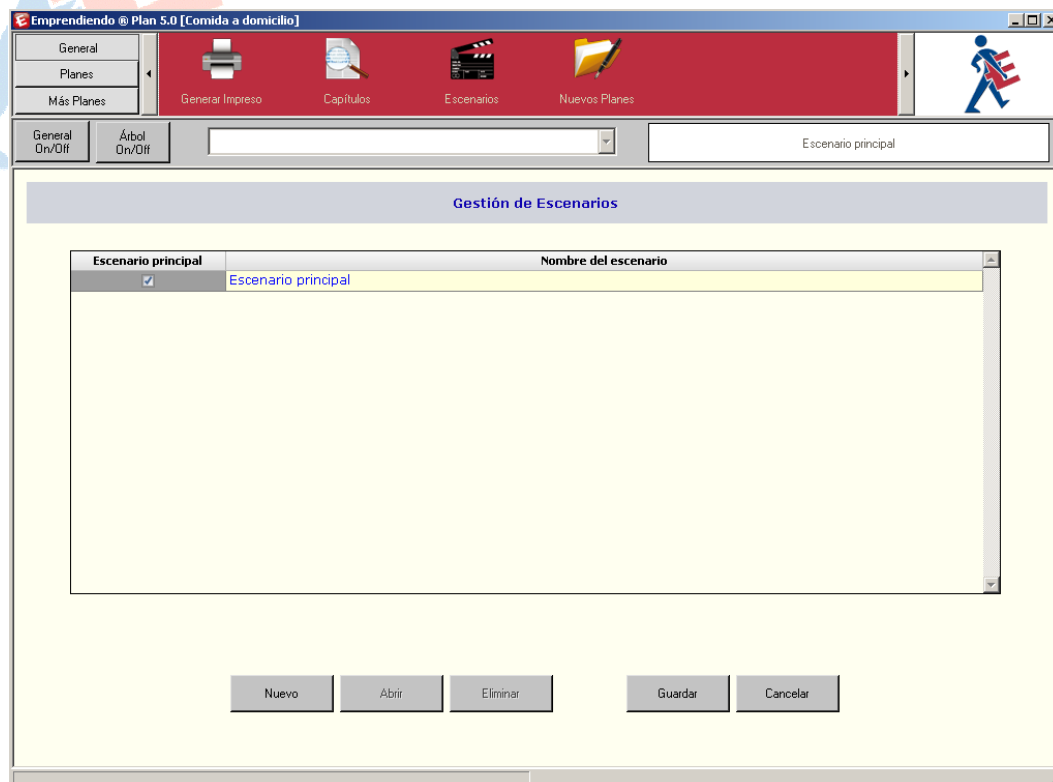 Emprendiendo ® Plan 5.0 [Comida a domicilio]
General
Planes
Más Planes
Generar Impreso
Capítulos
Escenarios
Nuevos Planes
General On/Off
Árbol On/Off
Escenario principal
Gestión de Escenarios
Escenario principal
Nombre del escenario
Escenario principal
Nuevo
Abrir
Eliminar
Guardar
Cancelar